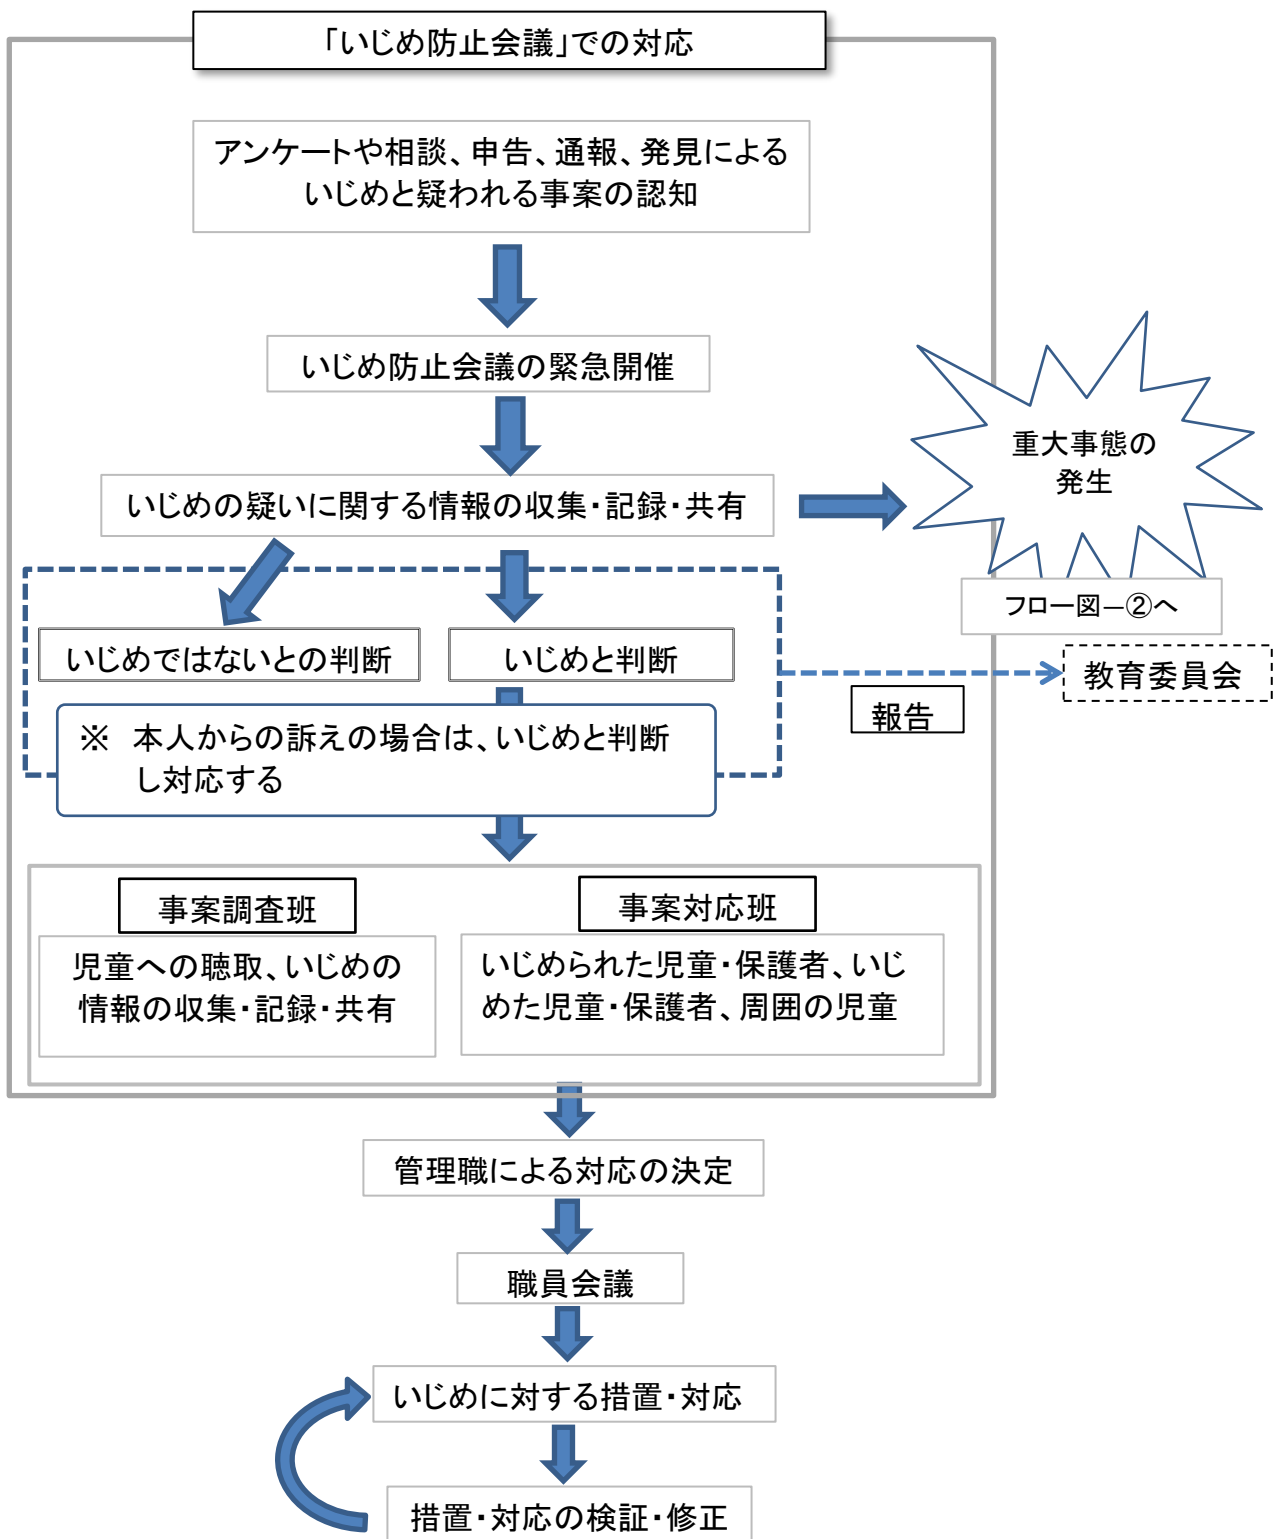 「いじめ防止会議」での対応
アンケートや相談、申告、通報、発見による
いじめと疑われる事案の認知
いじめ防止会議の緊急開催
いじめの疑いに関する情報の収集・記録・共有
重大事態の
発生
フロー図―②へ
いじめではないとの判断
いじめと判断
教育委員会
報告
※ 本人からの訴えの場合は、いじめと判断
し対応する
事案調査班
児童への聴取、いじめの
情報の収集・記録・共有
事案対応班
いじめられた児童・保護者、いじ
めた児童・保護者、周囲の児童
管理職による対応の決定
職員会議
いじめに対する措置・対応
措置・対応の検証・修正